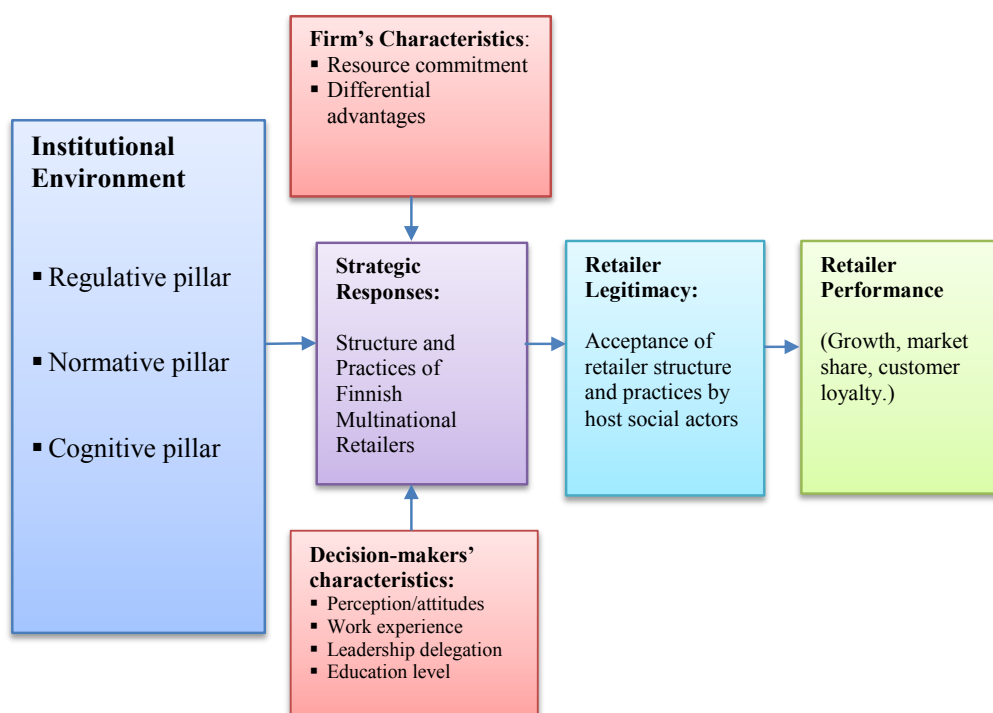 Firm's Characteristics:
▪ Resource commitment
▪ Differential
advantages
Institutional
Environment
▪ Regulative pillar
▪ Normative pillar
▪ Cognitive pillar
Strategic
Responses:
Structure and
Practices of
Finnish
Multinational
Retailers
Retailer
Legitimacy:
Acceptance of
retailer structure
and practices by
host social actors
Retailer
Performance
(Growth, market
share, customer
loyalty.)
Decision-makers'
characteristics:
▪ Perception/attitudes
▪ Work experience
▪ Leadership delegation
▪ Education level